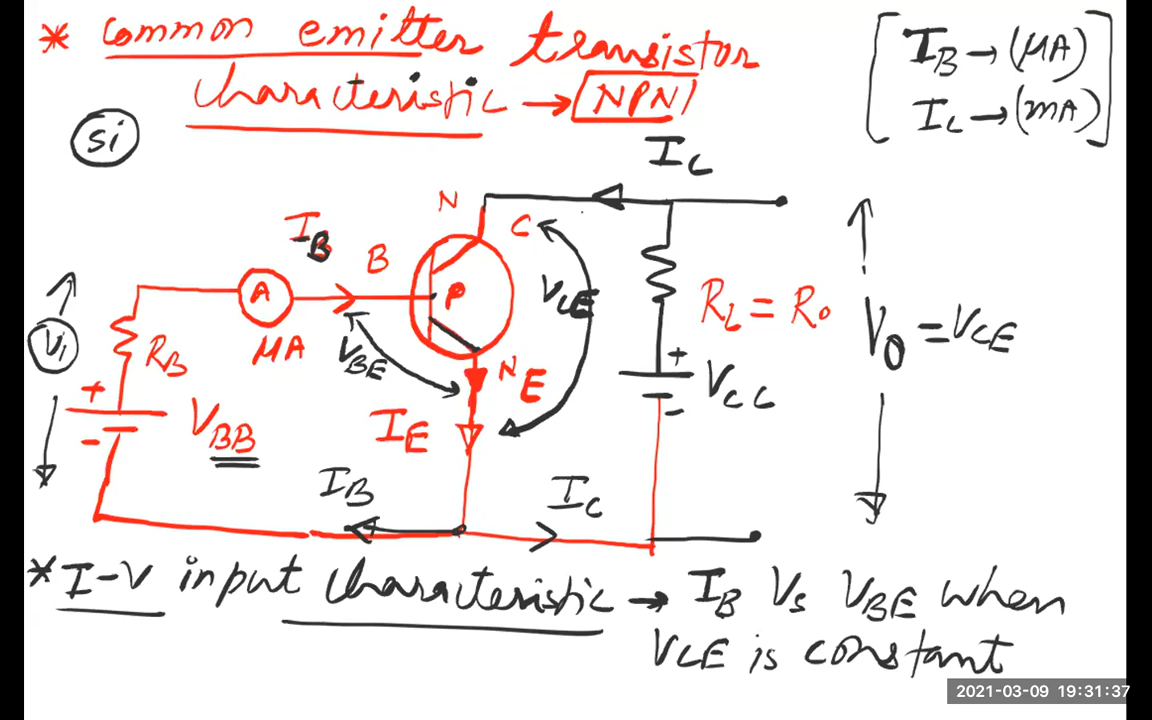 * common emitter transistor
characteristic → NPN
[IB → (μA)
IC → (mA)]
Si
IC
N
C
IB
B
A
P
VCE
RL = RO
VO = VCE
Vi
RB
μA
VBE
N E
+
VCC
-
+
VBB
-
IE
IB
IC
* I-V input characteristic → IB Vs VBE when
VCE is constant
2021-03-09 19:31:37